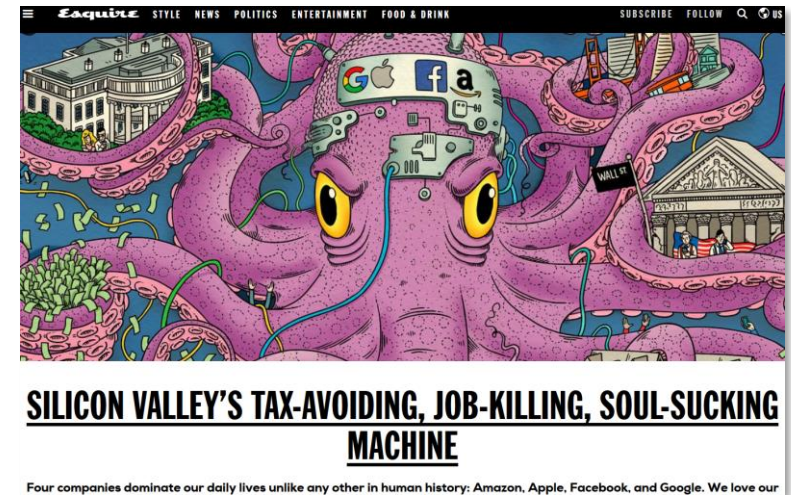 Esquire STYLE NEWS POLITICS ENTERTAINMENT FOOD & DRINK SUBSCRIBE FOLLOW US
G f a
WALL ST
SILICON VALLEY'S TAX-AVOIDING, JOB-KILLING, SOUL-SUCKING
MACHINE
Four companies dominate our daily lives unlike any other in human history: Amazon, Apple, Facebook, and Google. We love our